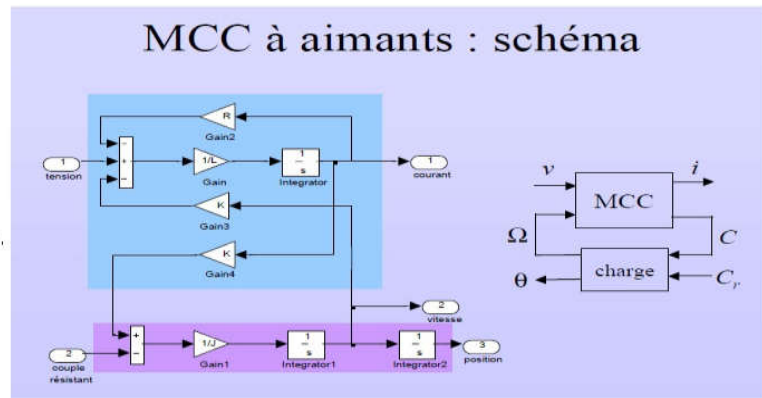 MCC à aimants : schéma
R
Gain2
1
tension
1/L
Gain
1
s
Integrator
1
courant
K
Gain3
K
Gain4
2
vitesse
2
couple
résistant
1/J
Gain1
1
s
Integrator1
1
s
Integrator2
3
position
v
i
MCC
Ω
C
θ
charge
Cr